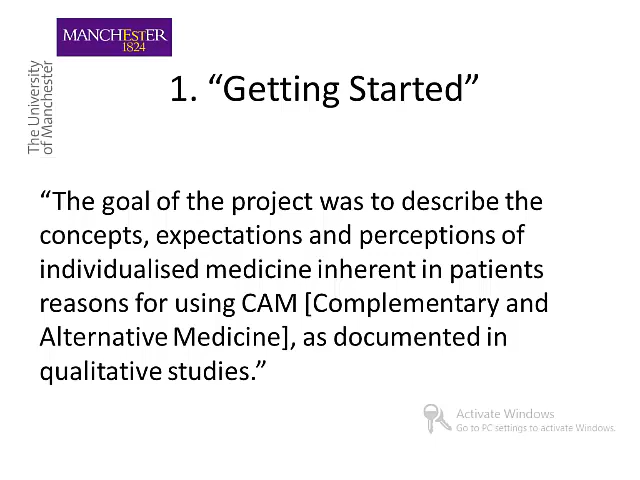 MANCHESTER
1824
The University
of Manchester
1. “Getting Started”
“The goal of the project was to describe the
concepts, expectations and perceptions of
individualised medicine inherent in patients
reasons for using CAM [Complementary and
Alternative Medicine], as documented in
qualitative studies.”
Activate Windows
Go to PC settings to activate Windows.